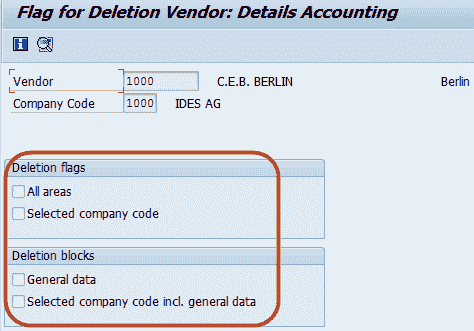 Flag for Deletion Vendor: Details Accounting
Vendor 1000 C.E.B. BERLIN Berlin
Company Code 1000 IDES AG
Deletion flags
All areas
Selected company code
Deletion blocks
General data
Selected company code incl. general data